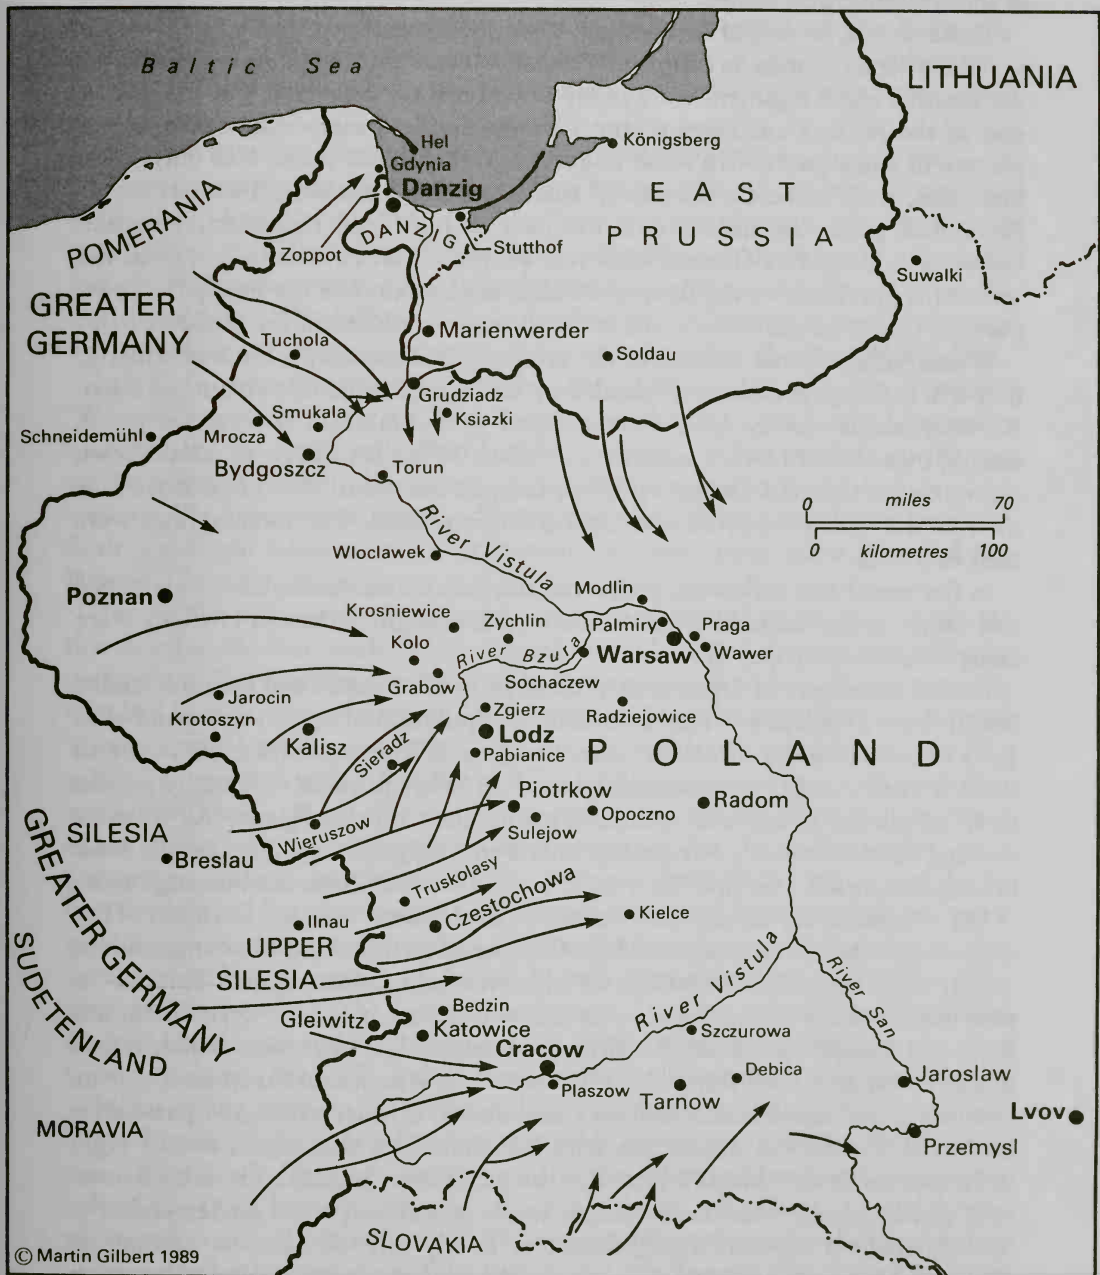 Baltic Sea
LITHUANIA
Hel
Gdynia
Danzig
Königsberg
EAST
PRUSSIA
POMERANIA
DANZIG
Zoppot
Stutthof
Suwalki
GREATER
GERMANY
Marienwerder
Tuchola
Soldau
Grudziadz
Smukala
Ksiazki
Schneidemühl
Mrocza
Bydgoszcz
Torun
0 miles 70
0 kilometres 100
River Vistula
Wloclawek
Modlin
Poznan
Krosniewice
Zychlin
Palmiry
Praga
Kolo
River Bzura
Warsaw
Wawer
Grabow
Sochaczew
Jarocin
Zgierz
Radziejowice
Krotoszyn
Kalisz
Lodz
POLAND
Sieradz
Pabianice
Piotrkow
Radom
Opoczno
Sulejow
SILESIA
Więruszow
Breslau
Truskolasy
GREATER GERMANY
Czestochowa
Kielce
Ilnau
UPPER
SILESIA
SUDETENLAND
River Vistula
River San
Bedzin
Gleiwitz
Katowice
Szczurowa
Cracow
Plaszow
Debica
Tarnow
Jaroslaw
MORAVIA
Lvov
Przemysl
SLOVAKIA
© Martin Gilbert 1989